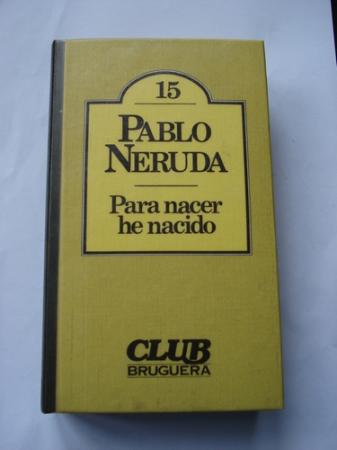 15
PABLO
NERUDA
Para nacer
he nacido
CLUB
BRUGUERA